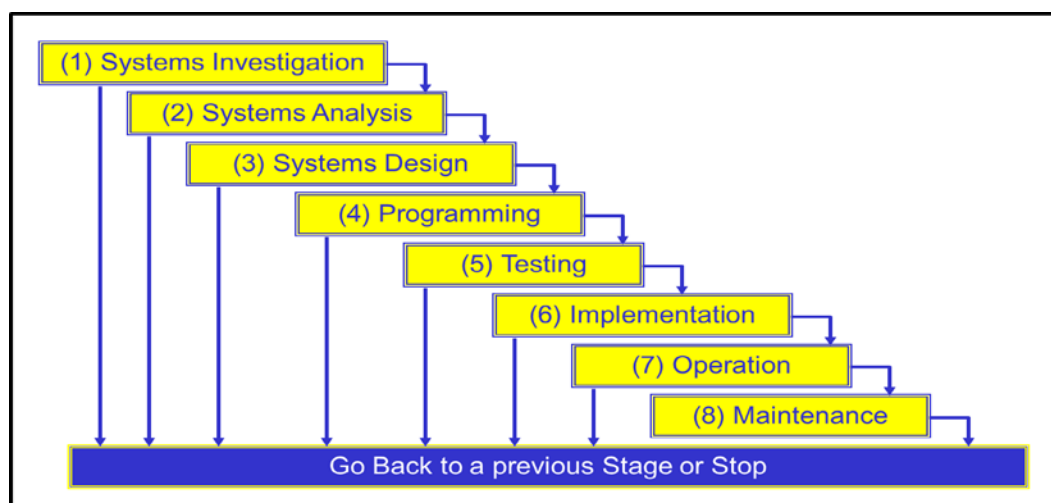 (1) Systems Investigation
(2) Systems Analysis
(3) Systems Design
(4) Programming
(5) Testing
(6) Implementation
(7) Operation
(8) Maintenance
Go Back to a previous Stage or Stop